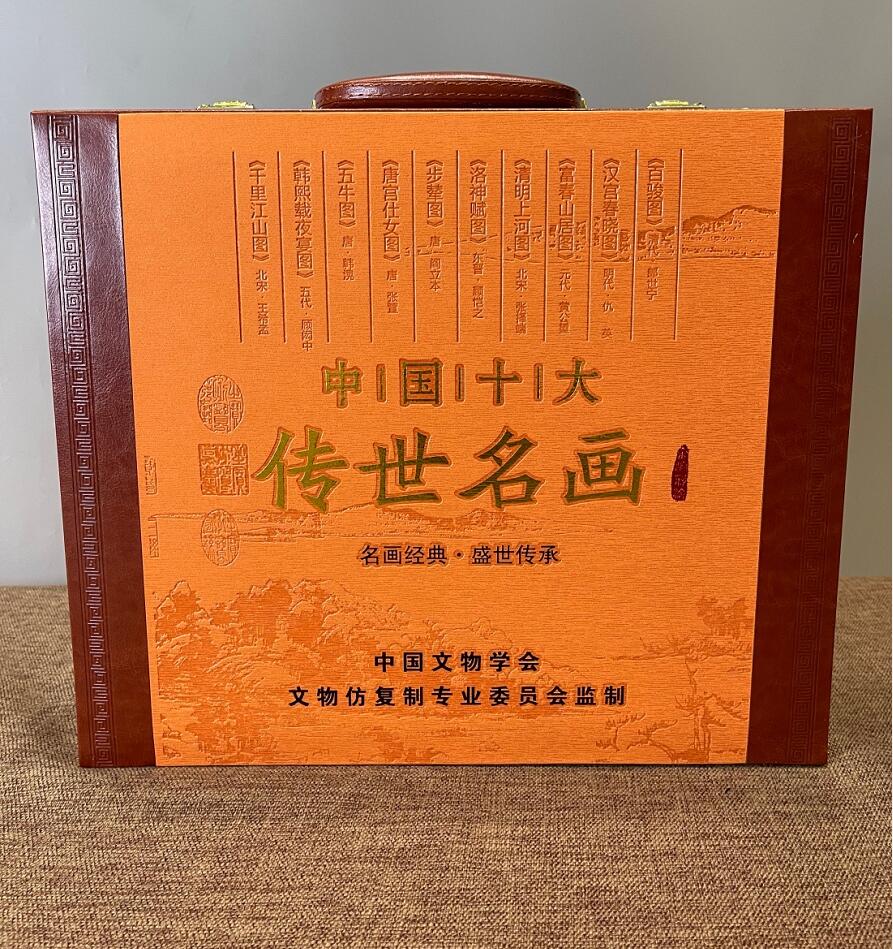 《百骏图》清代·郎世宁
《汉宫春晓图》明代·仇 英
《富春山居图》元代·黄公望
《清明上河图》北宋·张择端
《洛神赋图》东晋·顾恺之
《步辇图》唐·阎立本
《唐宫仕女图》唐·张萱
《五牛图》唐·韩滉
《韩熙载夜宴图》五代·顾闳中
《千里江山图》北宋·王希孟
中国十大
传世名画
名画经典·盛世传承
中国文物学会
文物仿复制专业委员会监制